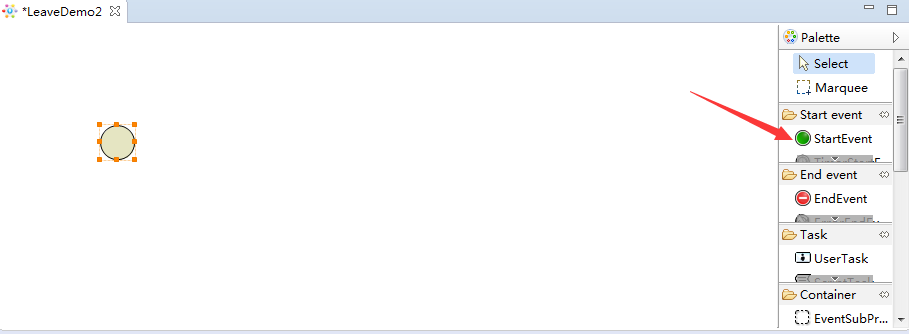 *LeaveDemo2
Palette
Select
Marquee
Start event
StartEvent
End event
EndEvent
Task
UserTask
Container
EventSubPr...